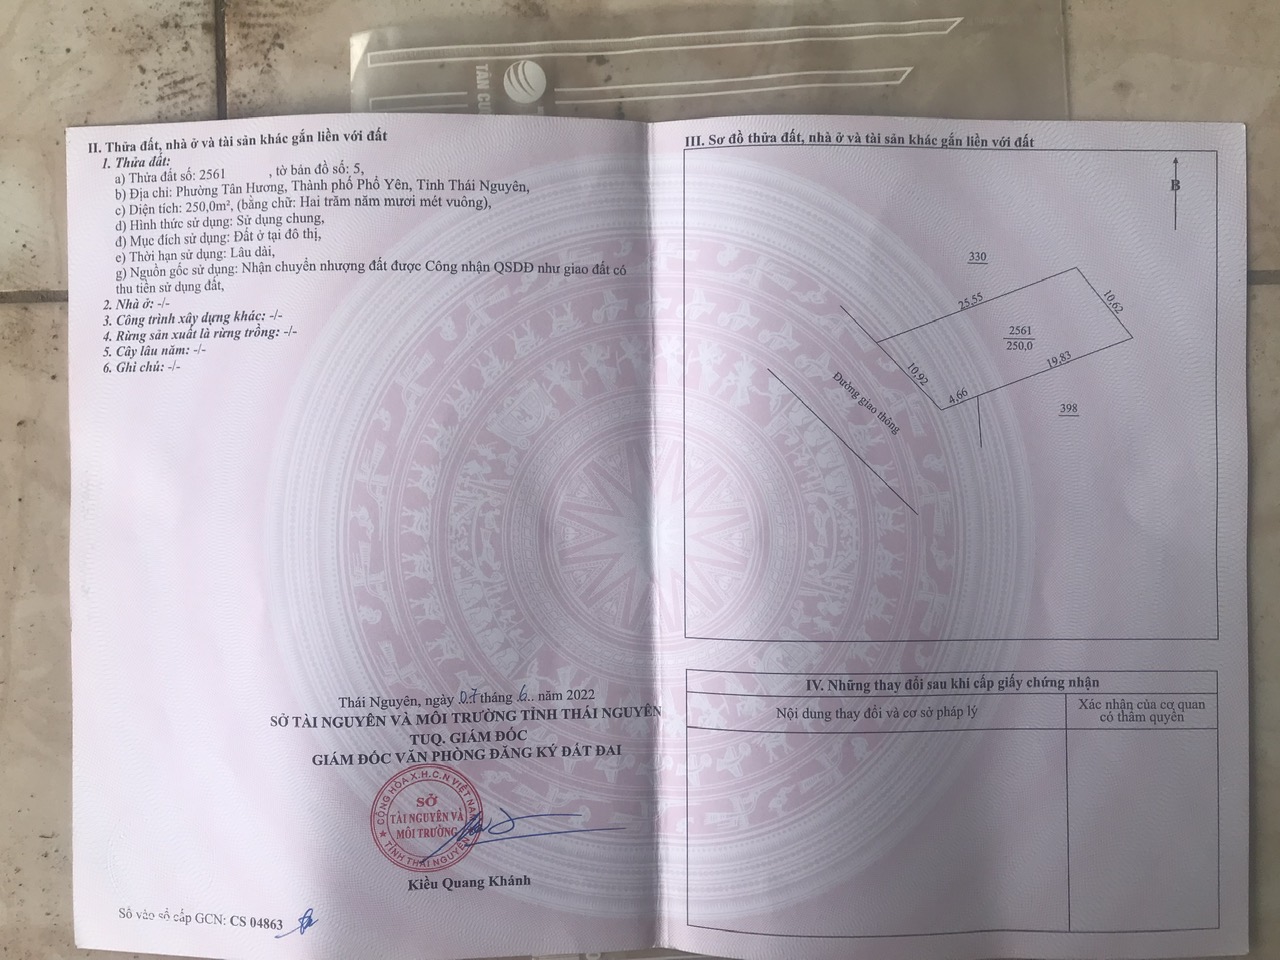 TÂN CƯ
II. Thửa đất, nhà ở và tài sản khác gắn liền với đất
1. Thửa đất:
a) Thửa đất số: 2561 , tờ bản đồ số: 5,
b) Địa chỉ: Phường Tân Hương, Thành phố Phổ Yên, Tỉnh Thái Nguyên,
c) Diện tích: 250,0m², (bằng chữ: Hai trăm năm mươi mét vuông),
d) Hình thức sử dụng: Sử dụng chung,
đ) Mục đích sử dụng: Đất ở tại đô thị,
e) Thời hạn sử dụng: Lâu dài,
g) Nguồn gốc sử dụng: Nhận chuyển nhượng đất được Công nhận QSDĐ như giao đất có
thu tiền sử dụng đất,
2. Nhà ở: -/-
3. Công trình xây dựng khác: -/-
4. Rừng sản xuất là rừng trồng: -/-
5. Cây lâu năm: -/-
6. Ghi chú: -/-
Thái Nguyên, ngày 07 tháng 6.. năm 2022
SỞ TÀI NGUYÊN VÀ MÔI TRƯỜNG TỈNH THÁI NGUYÊN
TUQ. GIÁM ĐỐC
GIÁM ĐỐC VĂN PHÒNG ĐĂNG KÝ ĐẤT ĐAI
CỘNG HÒA X.H.C.N VIỆT NAM
SỞ
TÀI NGUYÊN VÀ
MÔI TRƯỜNG
★ TỈNH THÁI NGUYÊN
Kiều Quang Khánh
Số vào sổ cấp GCN: CS 04863
III. Sơ đồ thửa đất, nhà ở và tài sản khác gắn liền với đất
B
330
25,55
10,62
2561
250,0
19,83
10,92
4,66
Đường giao thông
398
IV. Những thay đổi sau khi cấp giấy chứng nhận
Nội dung thay đổi và cơ sở pháp lý
Xác nhận của cơ quan
có thẩm quyền